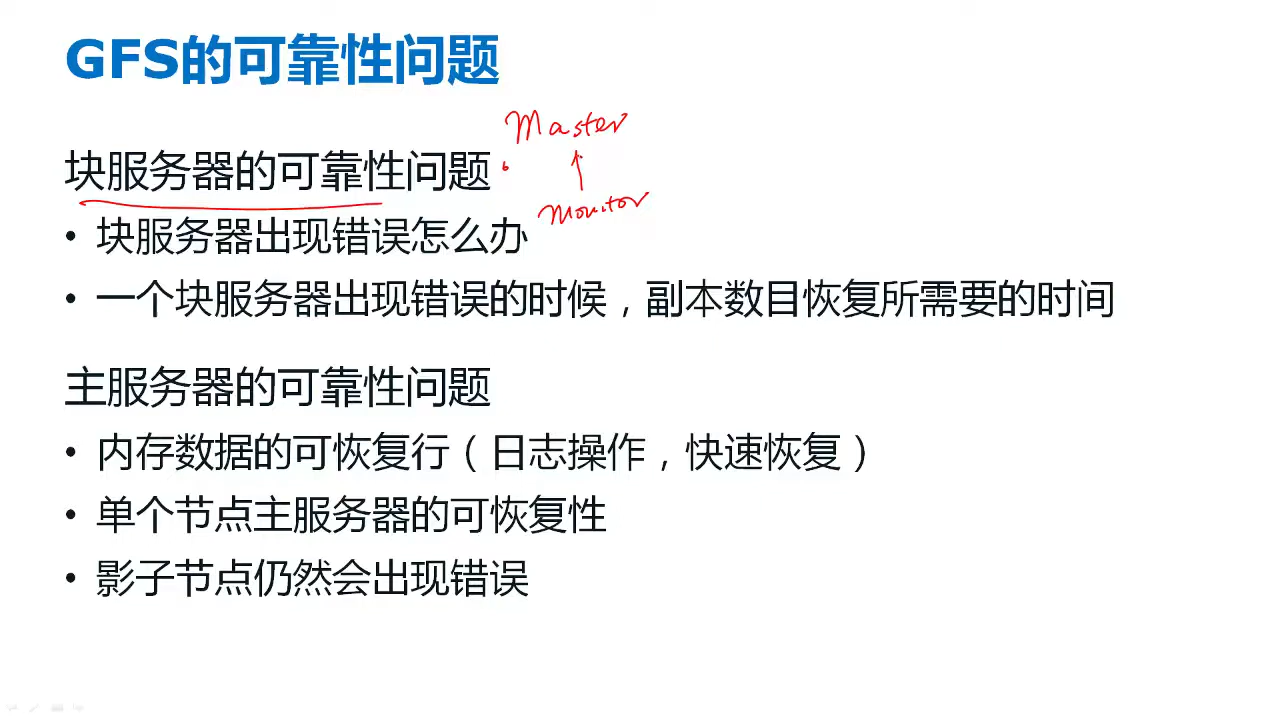 GFS的可靠性问题
Master
块服务器的可靠性问题
Monitor
• 块服务器出现错误怎么办
• 一个块服务器出现错误的时候，副本数目恢复所需要的时间
主服务器的可靠性问题
• 内存数据的可恢复行（日志操作，快速恢复）
• 单个节点主服务器的可恢复性
• 影子节点仍然会出现错误